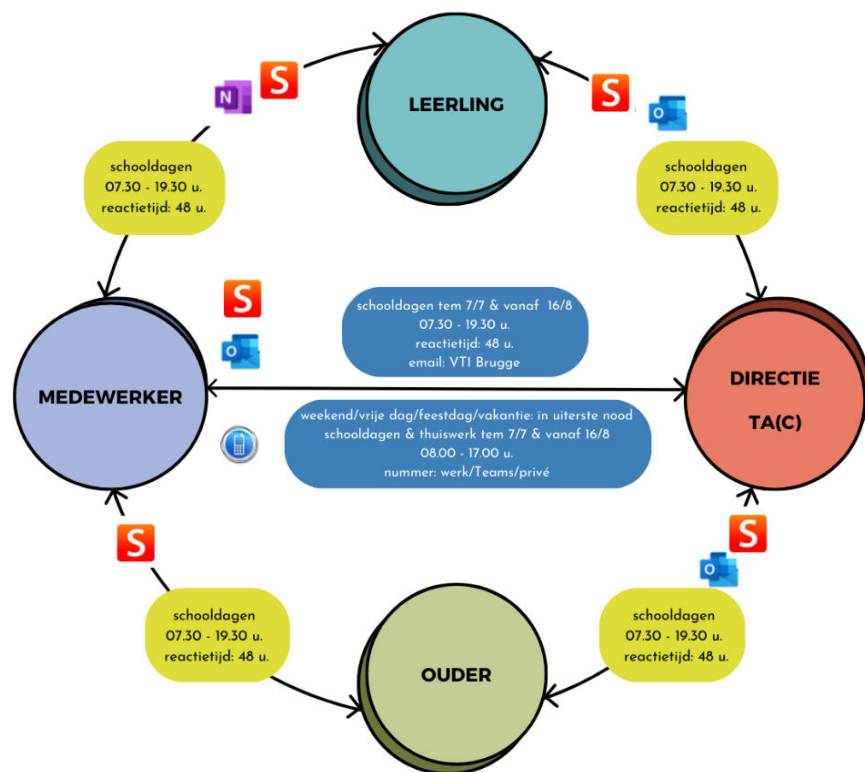 LEERLING
N
S
S
O
schooldagen
07.30 - 19.30 u.
reactietijd: 48 u.
schooldagen
07.30 - 19.30 u.
reactietijd: 48 u.
S
O
schooldagen tem 7/7 & vanaf 16/8
07.30 - 19.30 u.
reactietijd: 48 u.
email: VTI Brugge
MEDEWERKER
DIRECTIE
TA(C)
weekend/vrije dag/feestdag/vakantie: in uiterste nood
schooldagen & thuiswerk tem 7/7 & vanaf 16/8
08.00 - 17.00 u.
nummer: werk/Teams/privé
S
S
O
schooldagen
07.30 - 19.30 u.
reactietijd: 48 u.
schooldagen
07.30 - 19.30 u.
reactietijd: 48 u.
OUDER